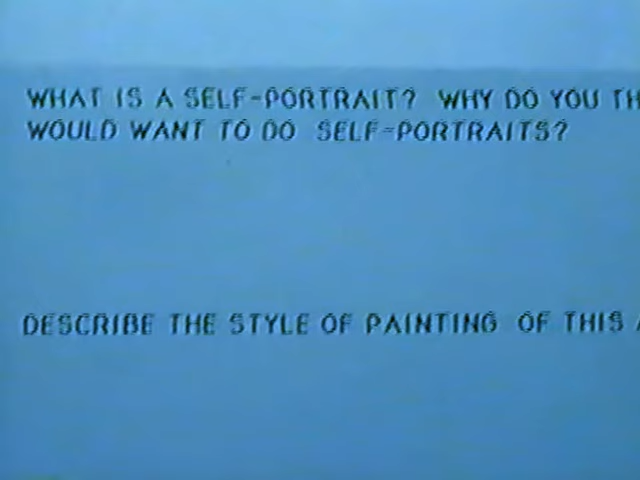 WHAT IS A SELF-PORTRAIT? WHY DO YOU TH
WOULD WANT TO DO SELF-PORTRAITS?
DESCRIBE THE STYLE OF PAINTING OF THIS